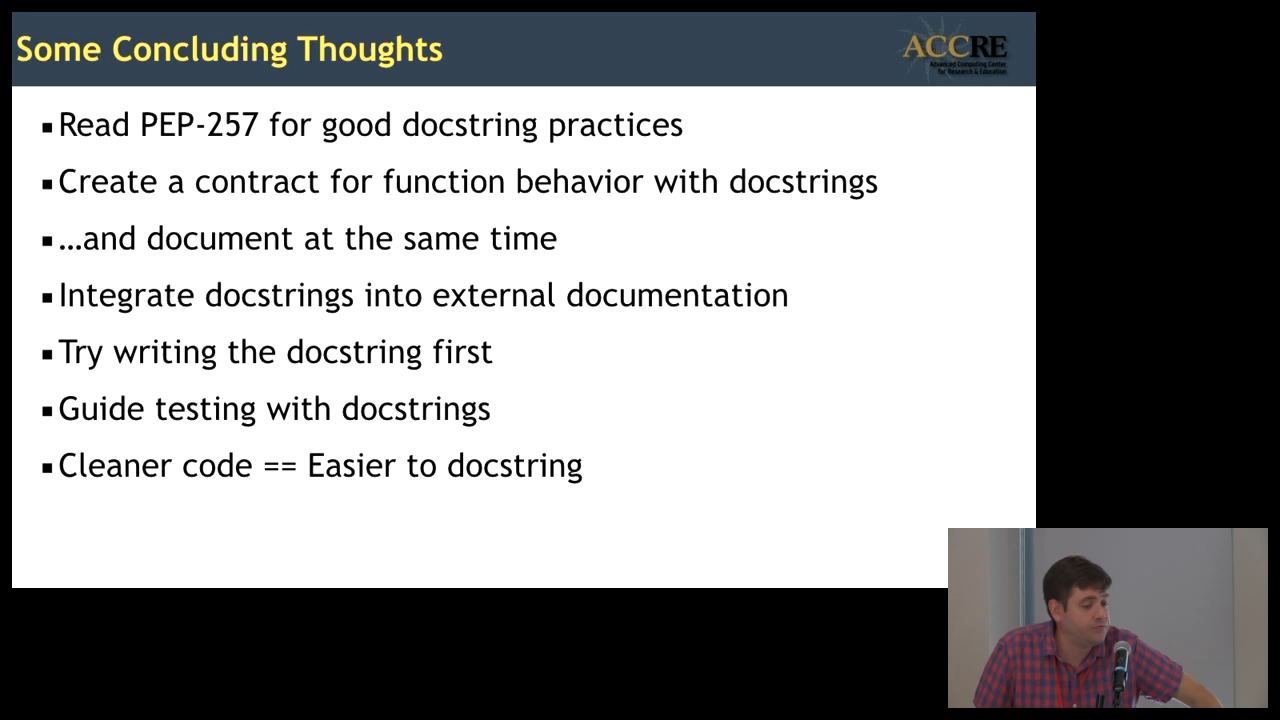 Some Concluding Thoughts
ACCRE
Advanced Computing Center
for Research & Education
▪Read PEP-257 for good docstring practices
▪Create a contract for function behavior with docstrings
▪…and document at the same time
▪Integrate docstrings into external documentation
▪Try writing the docstring first
▪Guide testing with docstrings
▪Cleaner code == Easier to docstring